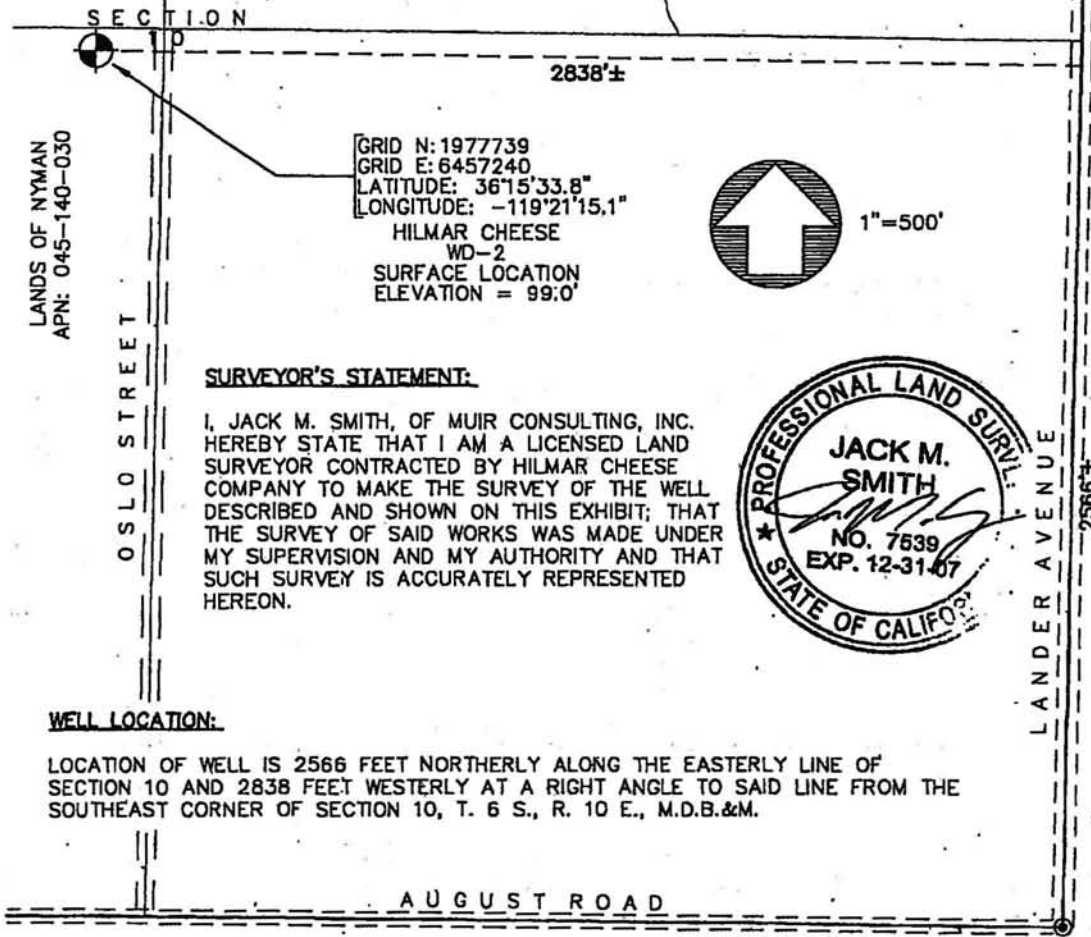 SECTION
10
2838'±
LANDS OF NYMAN
APN: 045-140-030
GRID N: 1977739
GRID E: 6457240
LATITUDE: 36°15'33.8"
LONGITUDE: -119°21'15.1"
HILMAR CHEESE
WD-2
SURFACE LOCATION
ELEVATION = 99.0'
1"=500'
OSLO STREET
SURVEYOR'S STATEMENT:
I, JACK M. SMITH, OF MUIR CONSULTING, INC.
HEREBY STATE THAT I AM A LICENSED LAND
SURVEYOR CONTRACTED BY HILMAR CHEESE
COMPANY TO MAKE THE SURVEY OF THE WELL
DESCRIBED AND SHOWN ON THIS EXHIBIT; THAT
THE SURVEY OF SAID WORKS WAS MADE UNDER
MY SUPERVISION AND MY AUTHORITY AND THAT
SUCH SURVEY IS ACCURATELY REPRESENTED
HEREON.
PROFESSIONAL LAND
JACK M.
SMITH
NO. 7539
EXP. 12-31-07
STATE OF
LANDER AVENUE
WELL LOCATION:
LOCATION OF WELL IS 2566 FEET NORTHERLY ALONG THE EASTERLY LINE OF
SECTION 10 AND 2838 FEET WESTERLY AT A RIGHT ANGLE TO SAID LINE FROM THE
SOUTHEAST CORNER OF SECTION 10, T. 6 S., R. 10 E., M.D.B.&M.
AUGUST ROAD